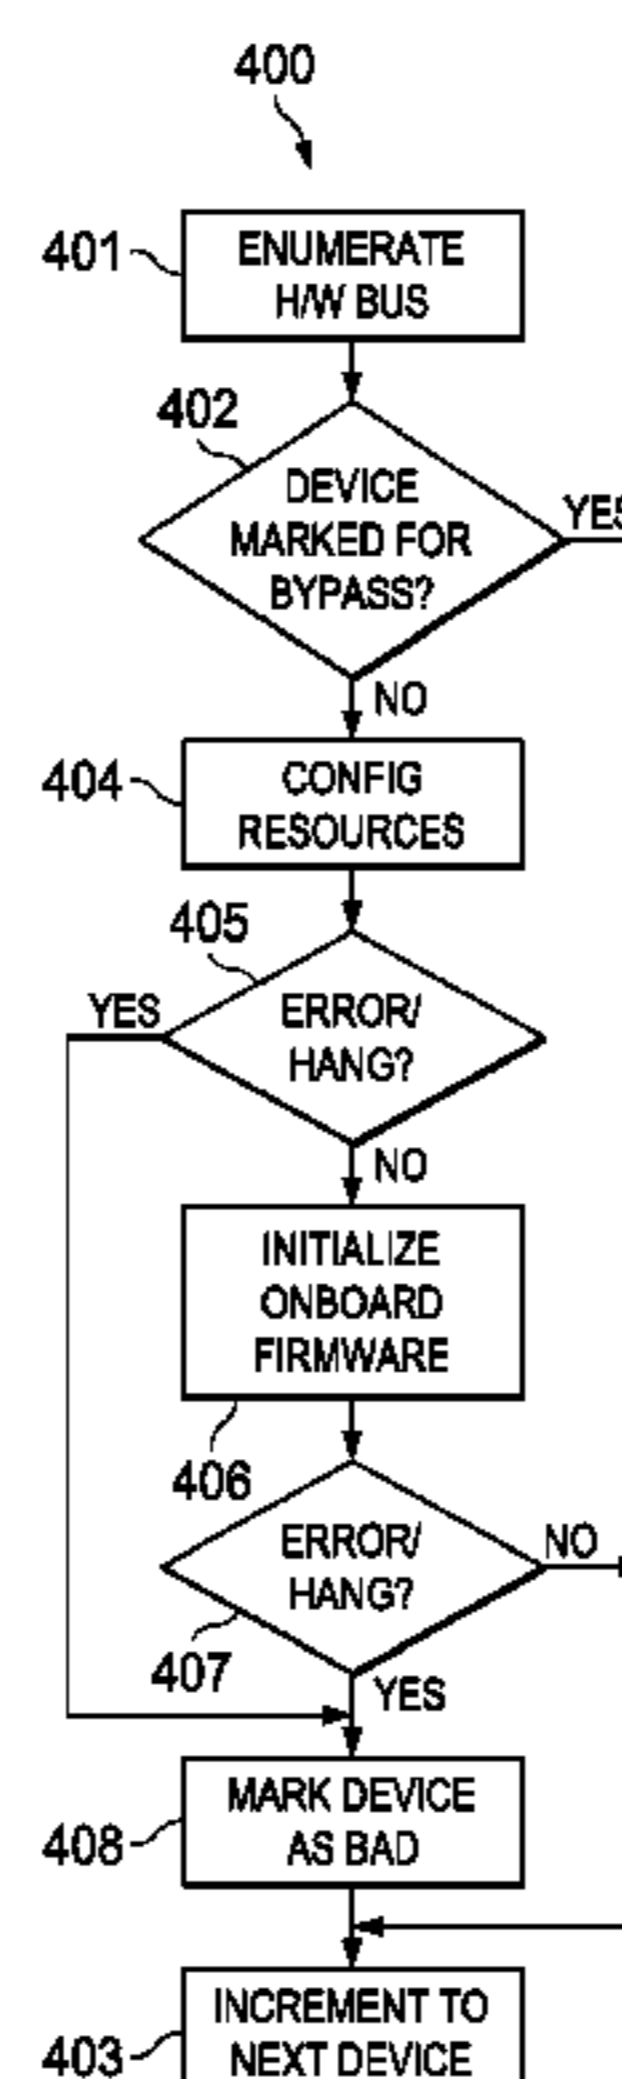 400
401
ENUMERATE
H/W BUS
402
DEVICE
MARKED FOR
BYPASS?
YES
NO
404
CONFIG
RESOURCES
405
YES
ERROR/
HANG?
NO
INITIALIZE
ONBOARD
FIRMWARE
406
ERROR/
HANG?
NO
407
YES
408
MARK DEVICE
AS BAD
403
INCREMENT TO
NEXT DEVICE